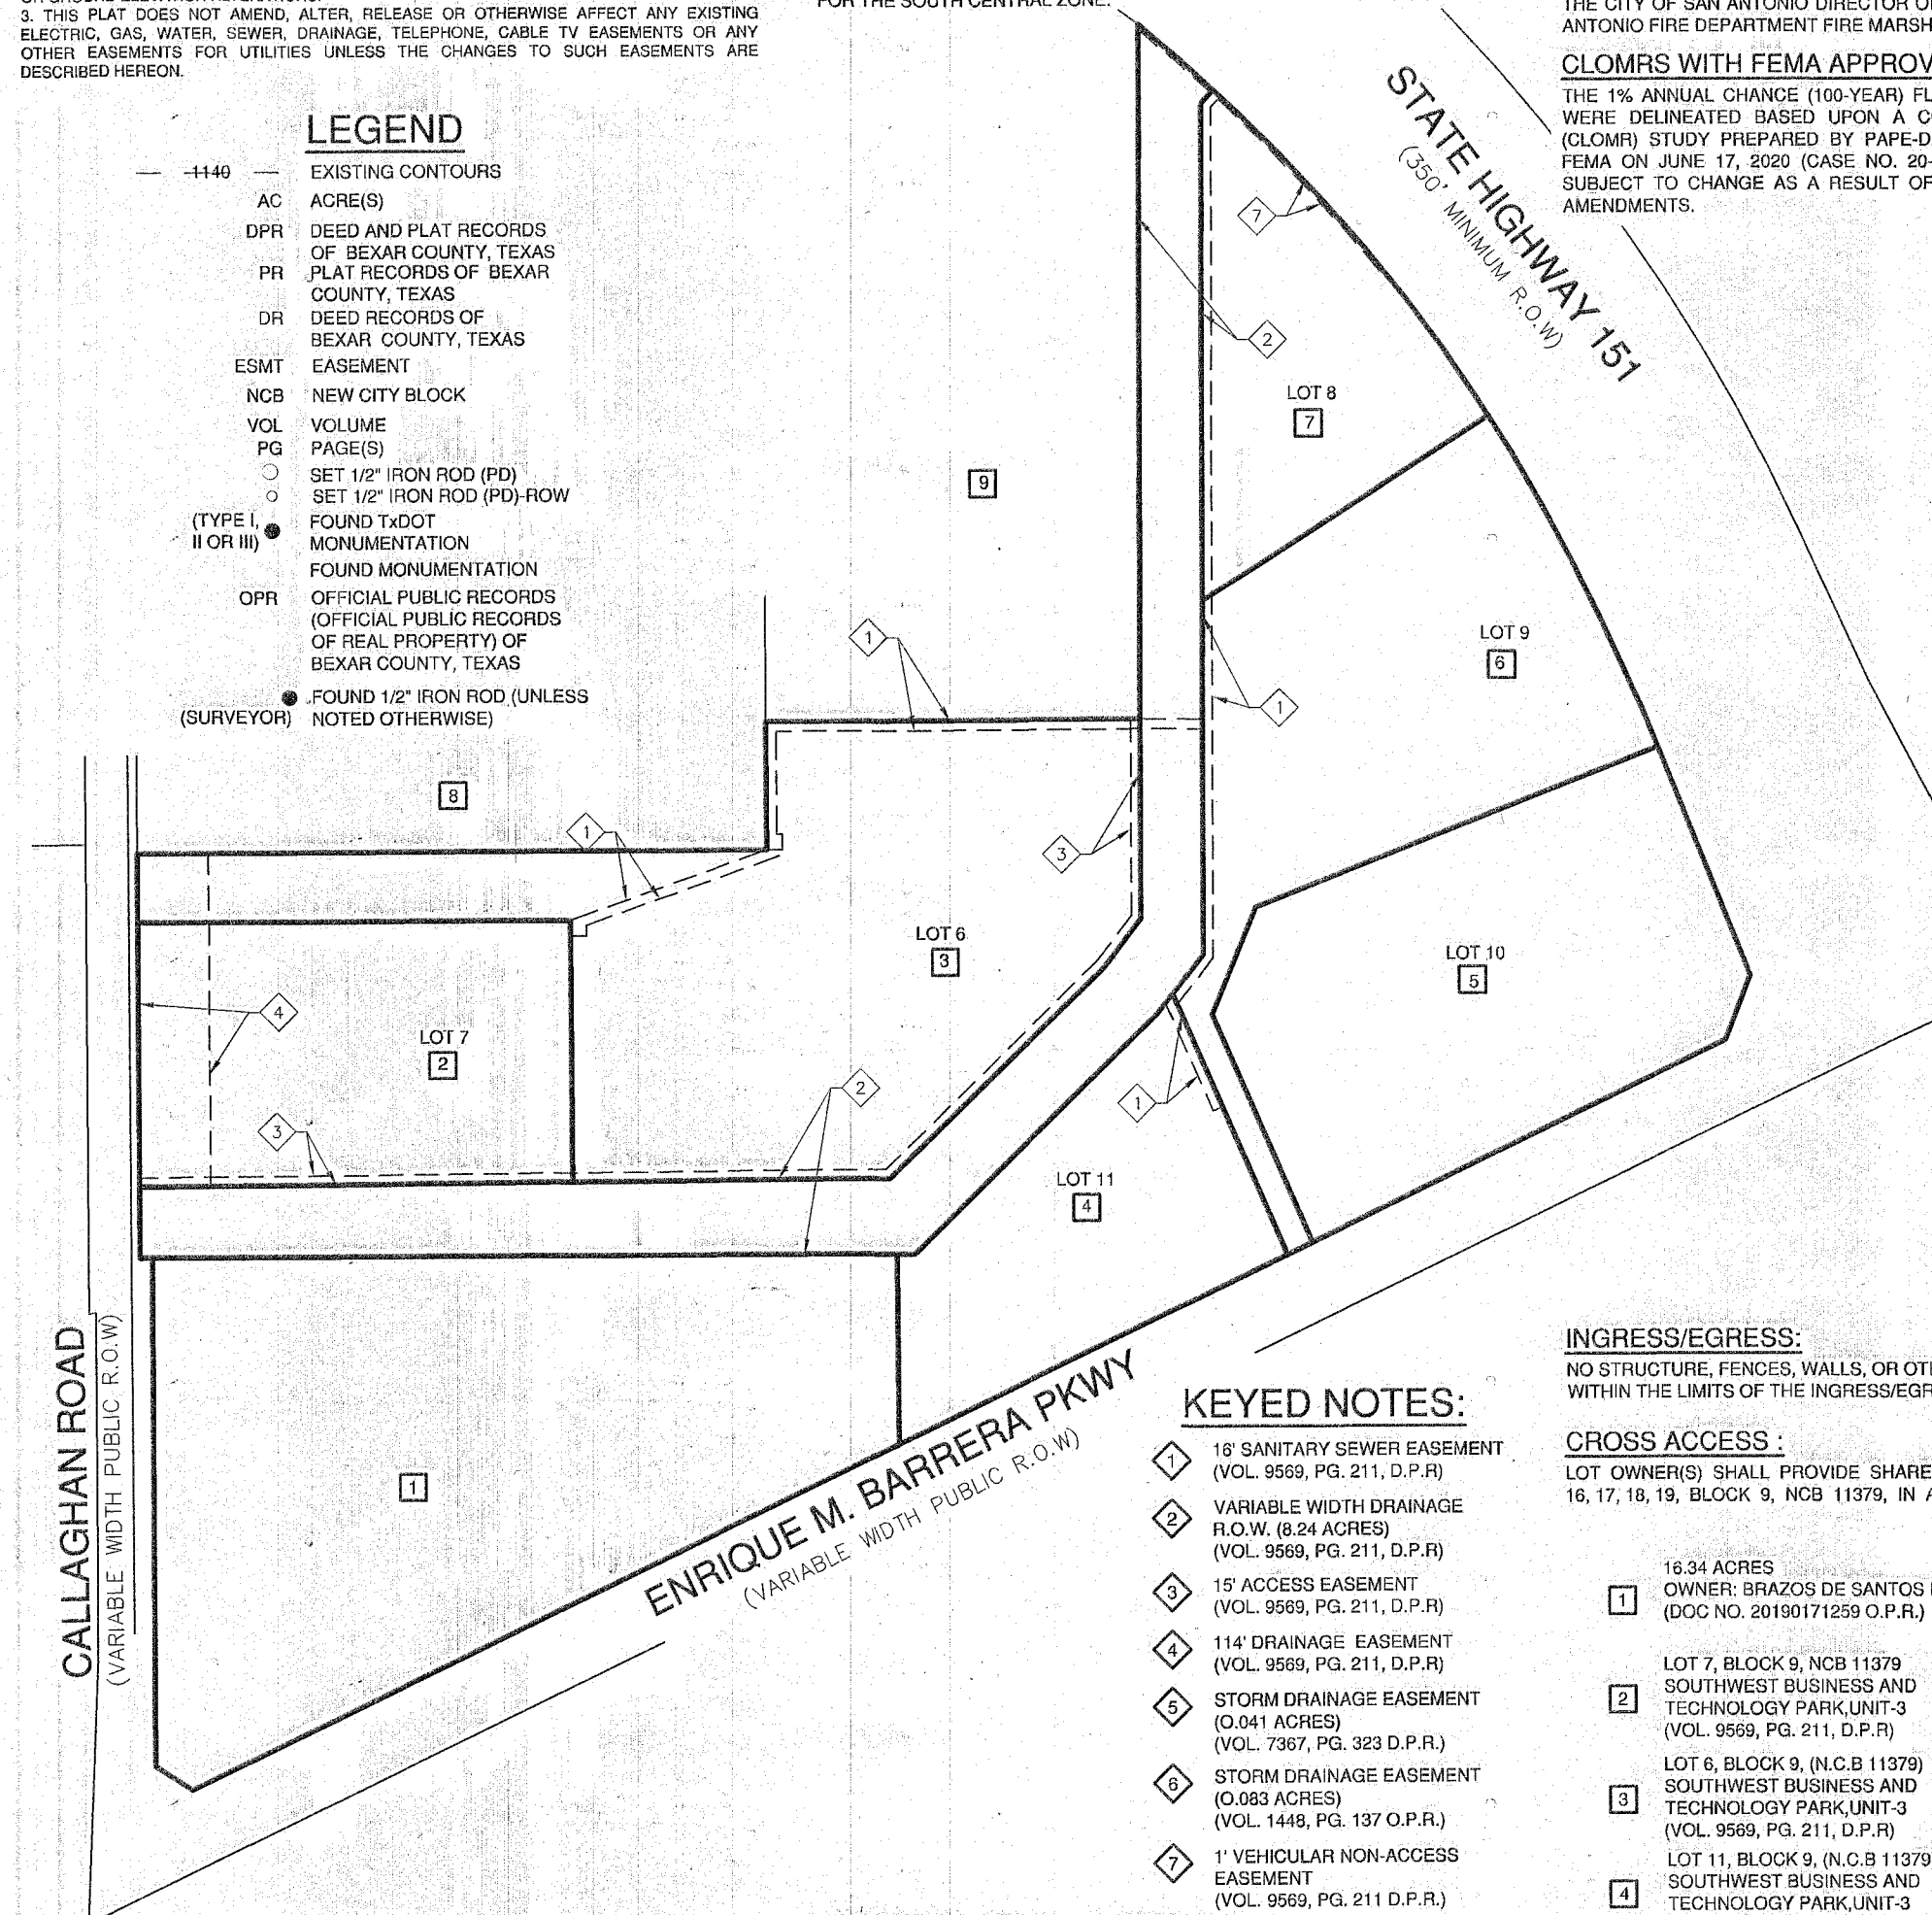 3. THIS PLAT DOES NOT AMEND, ALTER, RELEASE OR OTHERWISE AFFECT ANY EXISTING
ELECTRIC, GAS, WATER, SEWER, DRAINAGE, TELEPHONE, CABLE TV EASEMENTS OR ANY
OTHER EASEMENTS FOR UTILITIES UNLESS THE CHANGES TO SUCH EASEMENTS ARE
DESCRIBED HEREON.
FOR THE SOUTH CENTRAL ZONE.
THE CITY OF SAN ANTONIO DIRECTOR
ANTONIO FIRE DEPARTMENT FIRE
CLOMRS WITH FEMA
THE 1% ANNUAL CHANCE (100-YEAR)
WERE DELINEATED BASED UPON A
(CLOMR) STUDY PREPARED BY
FEMA ON JUNE 17, 2020 (CASE NO. 20-
SUBJECT TO CHANGE AS A RESULT OF
AMENDMENTS.
LEGEND
1140 EXISTING CONTOURS
AC ACRE(S)
DPR DEED AND PLAT RECORDS
OF BEXAR COUNTY, TEXAS
PR PLAT RECORDS OF BEXAR
COUNTY, TEXAS
DR DEED RECORDS OF
BEXAR COUNTY, TEXAS
ESMT EASEMENT
NCB NEW CITY BLOCK
VOL VOLUME
PG PAGE(S)
SET 1/2" IRON ROD (PD)
SET 1/2" IRON ROD (PD)-ROW
(TYPE I, FOUND TxDOT
II OR III) MONUMENTATION
FOUND MONUMENTATION
OPR OFFICIAL PUBLIC RECORDS
(OFFICIAL PUBLIC RECORDS
OF REAL PROPERTY) OF
BEXAR COUNTY, TEXAS
FOUND 1/2" IRON ROD (UNLESS
(SURVEYOR) NOTED OTHERWISE)
STATE HIGHWAY 151
(350' MINIMUM R.O.W)
7
2
LOT 8
7
9
1
LOT 9
6
1
8
1
3
LOT 6
3
LOT 10
5
4
LOT 7
2
2
1
3
LOT 11
4
CALLAGHAN ROAD
(VARIABLE WIDTH PUBLIC R.O.W)
1
ENRIQUE M. BARRERA PKWY
(VARIABLE WIDTH PUBLIC R.O.W)
KEYED NOTES:
1 16' SANITARY SEWER EASEMENT
(VOL. 9569, PG. 211, D.P.R)
2 VARIABLE WIDTH DRAINAGE
R.O.W. (8.24 ACRES)
(VOL. 9569, PG. 211, D.P.R)
3 15' ACCESS EASEMENT
(VOL. 9569, PG. 211, D.P.R)
4 114' DRAINAGE EASEMENT
(VOL. 9569, PG. 211, D.P.R)
5 STORM DRAINAGE EASEMENT
(O.041 ACRES)
(VOL. 7367, PG. 323 D.P.R.)
6 STORM DRAINAGE EASEMENT
(O.083 ACRES)
(VOL. 1448, PG. 137 O.P.R.)
7 1' VEHICULAR NON-ACCESS
EASEMENT
(VOL. 9569, PG. 211 D.P.R.)
INGRESS/EGRESS:
NO STRUCTURE, FENCES, WALLS, OR
WITHIN THE LIMITS OF THE
CROSS ACCESS :
LOT OWNER(S) SHALL PROVIDE
16, 17, 18, 19, BLOCK 9, NCB 11379, IN
16.34 ACRES
1 OWNER: BRAZOS DE SANTOS
(DOC NO. 20190171259 O.P.R.)
LOT 7, BLOCK 9, NCB 11379
2 SOUTHWEST BUSINESS AND
TECHNOLOGY PARK,UNIT-3
(VOL. 9569, PG. 211, D.P.R)
LOT 6, BLOCK 9, (N.C.B 11379)
3 SOUTHWEST BUSINESS AND
TECHNOLOGY PARK,UNIT-3
(VOL. 9569, PG. 211, D.P.R)
LOT 11, BLOCK 9, (N.C.B 11379
4 SOUTHWEST BUSINESS AND
TECHNOLOGY PARK,UNIT-3